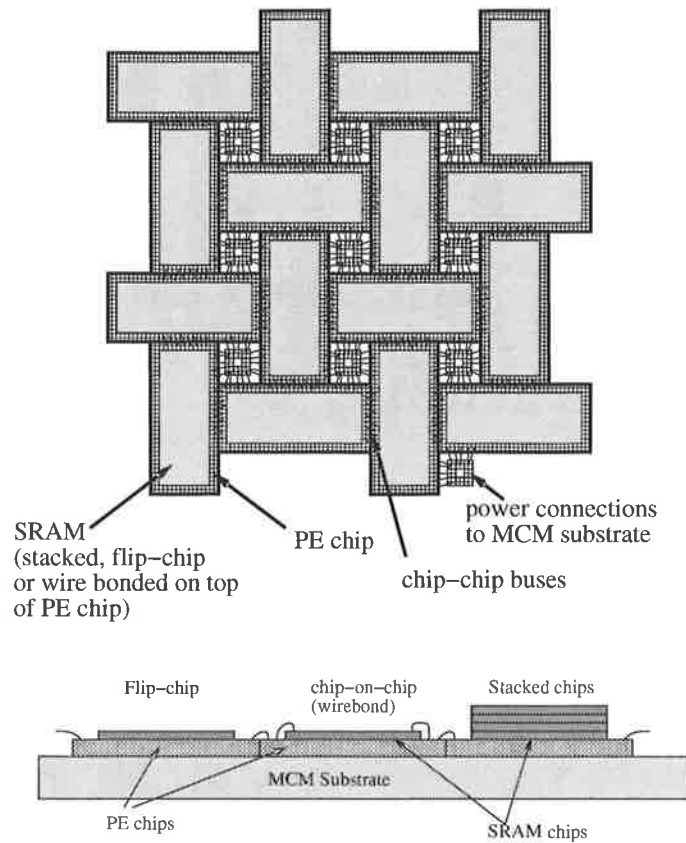 SRAM
(stacked, flip−chip
or wire bonded on top
of PE chip)
PE chip
chip−chip buses
power connections
to MCM substrate
Flip−chip
chip−on−chip
(wirebond)
Stacked chips
MCM Substrate
PE chips
SRAM chips